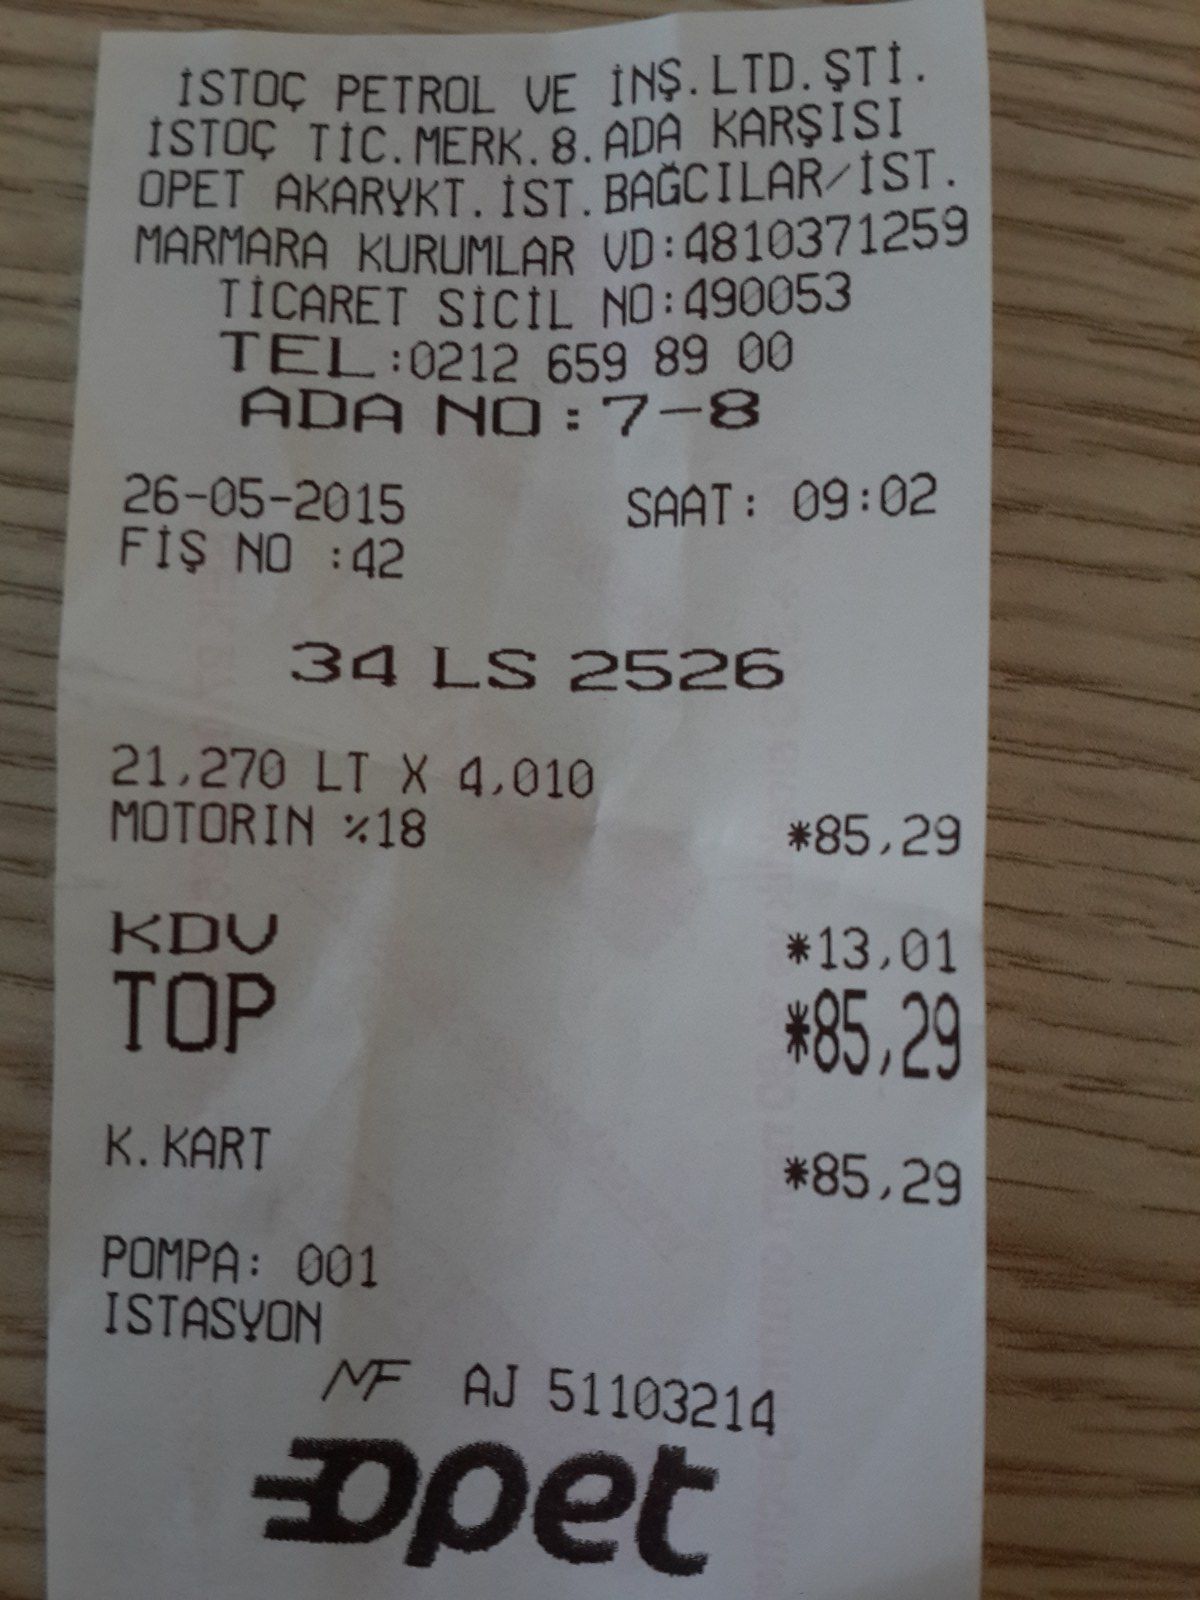 İSTOÇ PETROL VE İNŞ.LTD.ŞTİ.
İSTOÇ TİC.MERK.8.ADA KARŞISI
OPET AKARYKT.İST.BAĞCILAR/İST.
MARMARA KURUMLAR VD:4810371259
TİCARET SİCİL NO:490053
TEL:0212 659 89 00
ADA NO:7-8
26-05-2015 SAAT: 09:02
FİŞ NO :42
34 LS 2526
21,270 LT X 4,010
MOTORIN %18 *85,29
KDV *13,01
TOP *85,29
K.KART *85,29
POMPA: 001
ISTASYON
MF AJ 51103214
opet